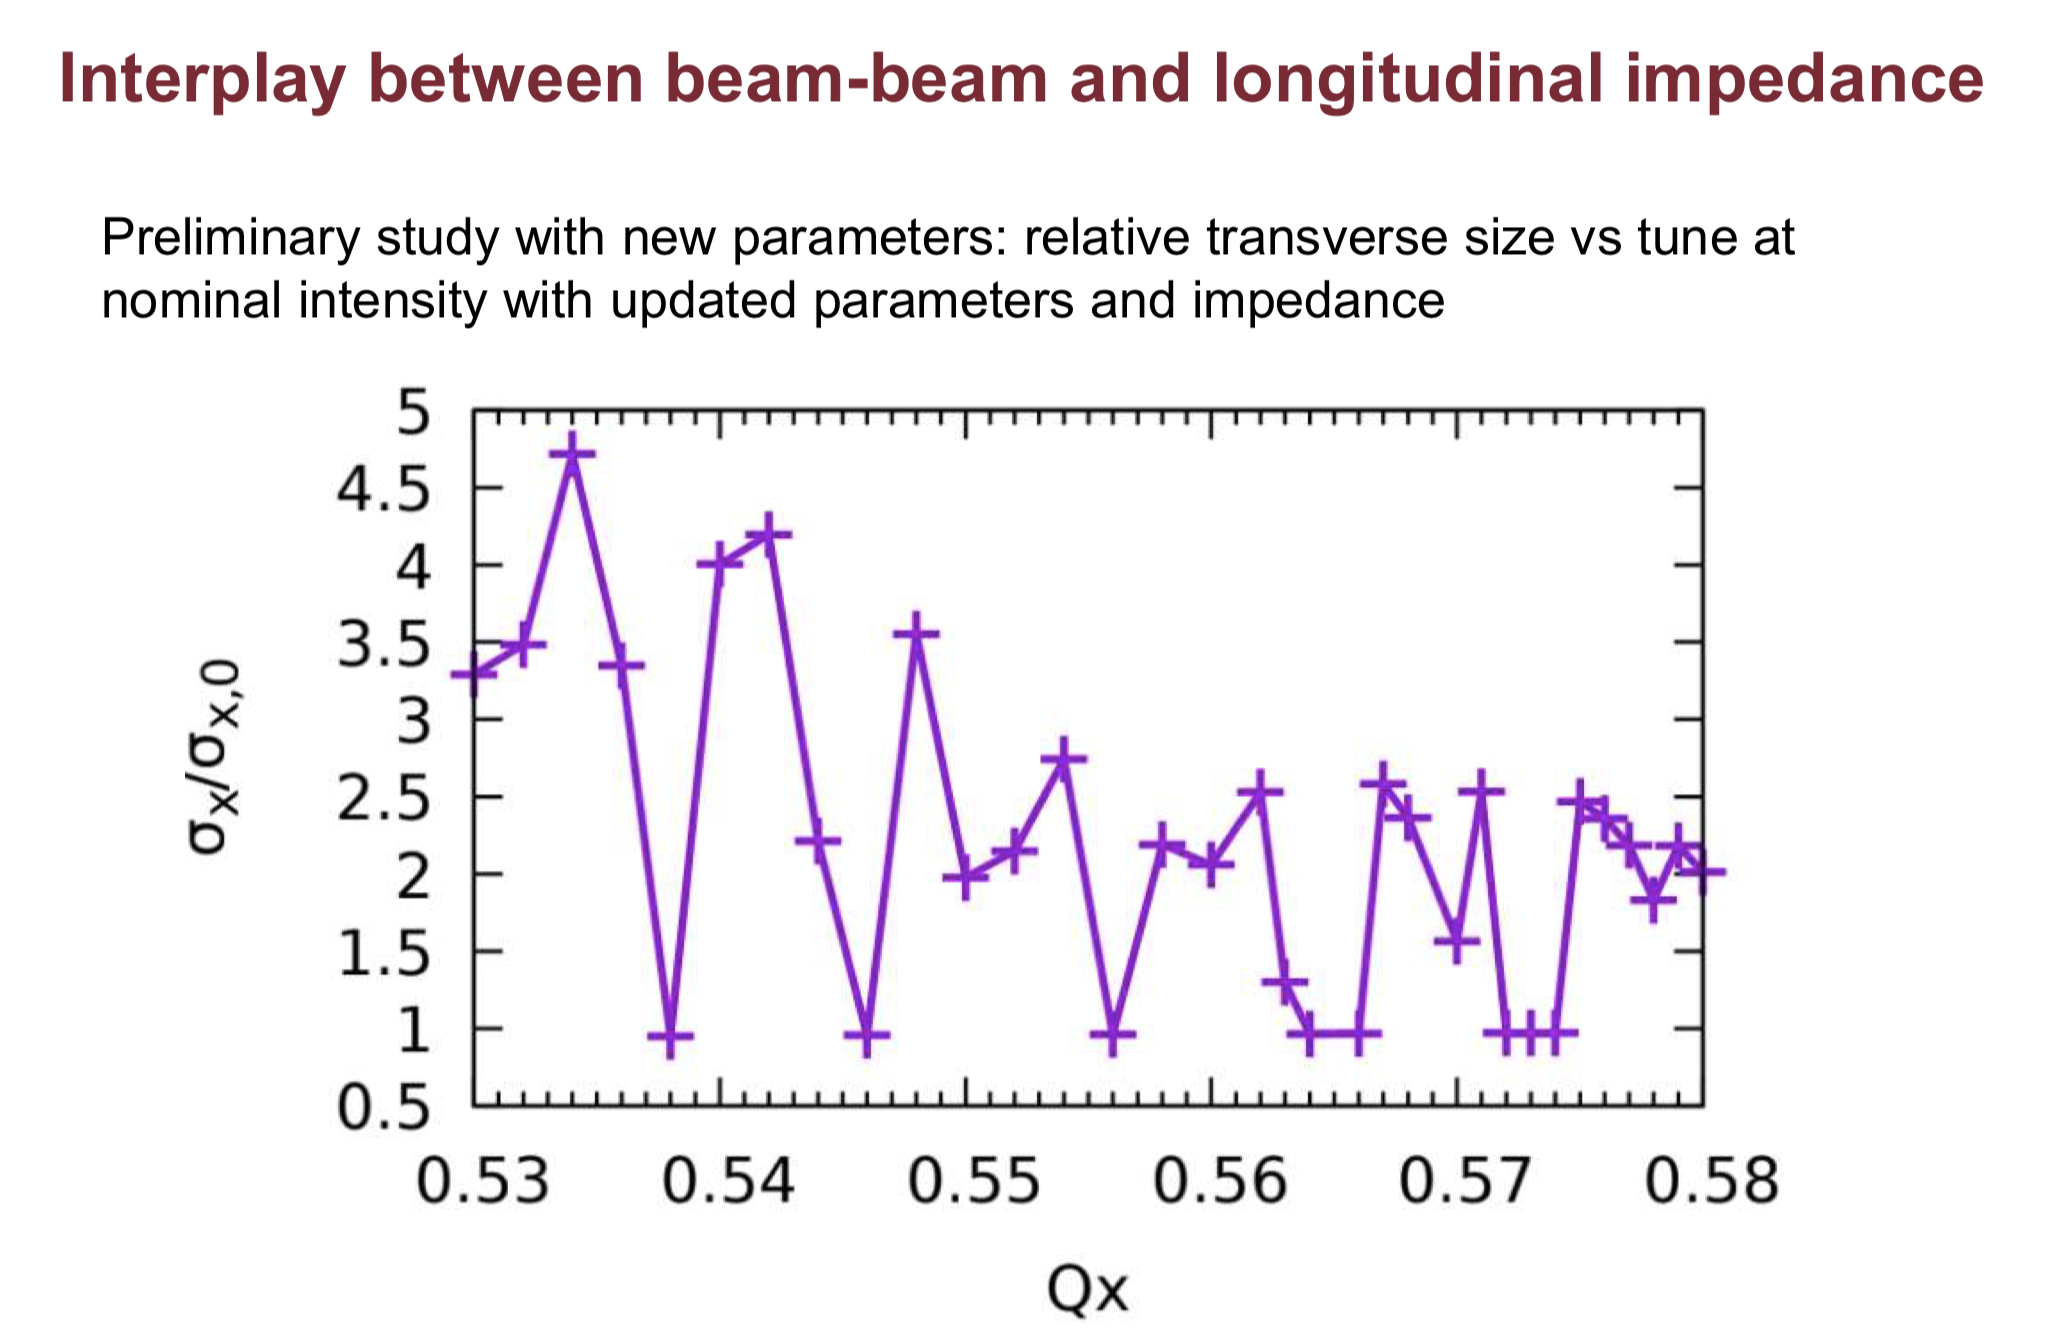 Interplay between beam-beam and longitudinal impedance
Preliminary study with new parameters: relative transverse size vs tune at
nominal intensity with updated parameters and impedance
5
4.5
4
3.5
3
2.5
2
1.5
1
0.5
σx/σx,0
0.53 0.54 0.55 0.56 0.57 0.58
Qx